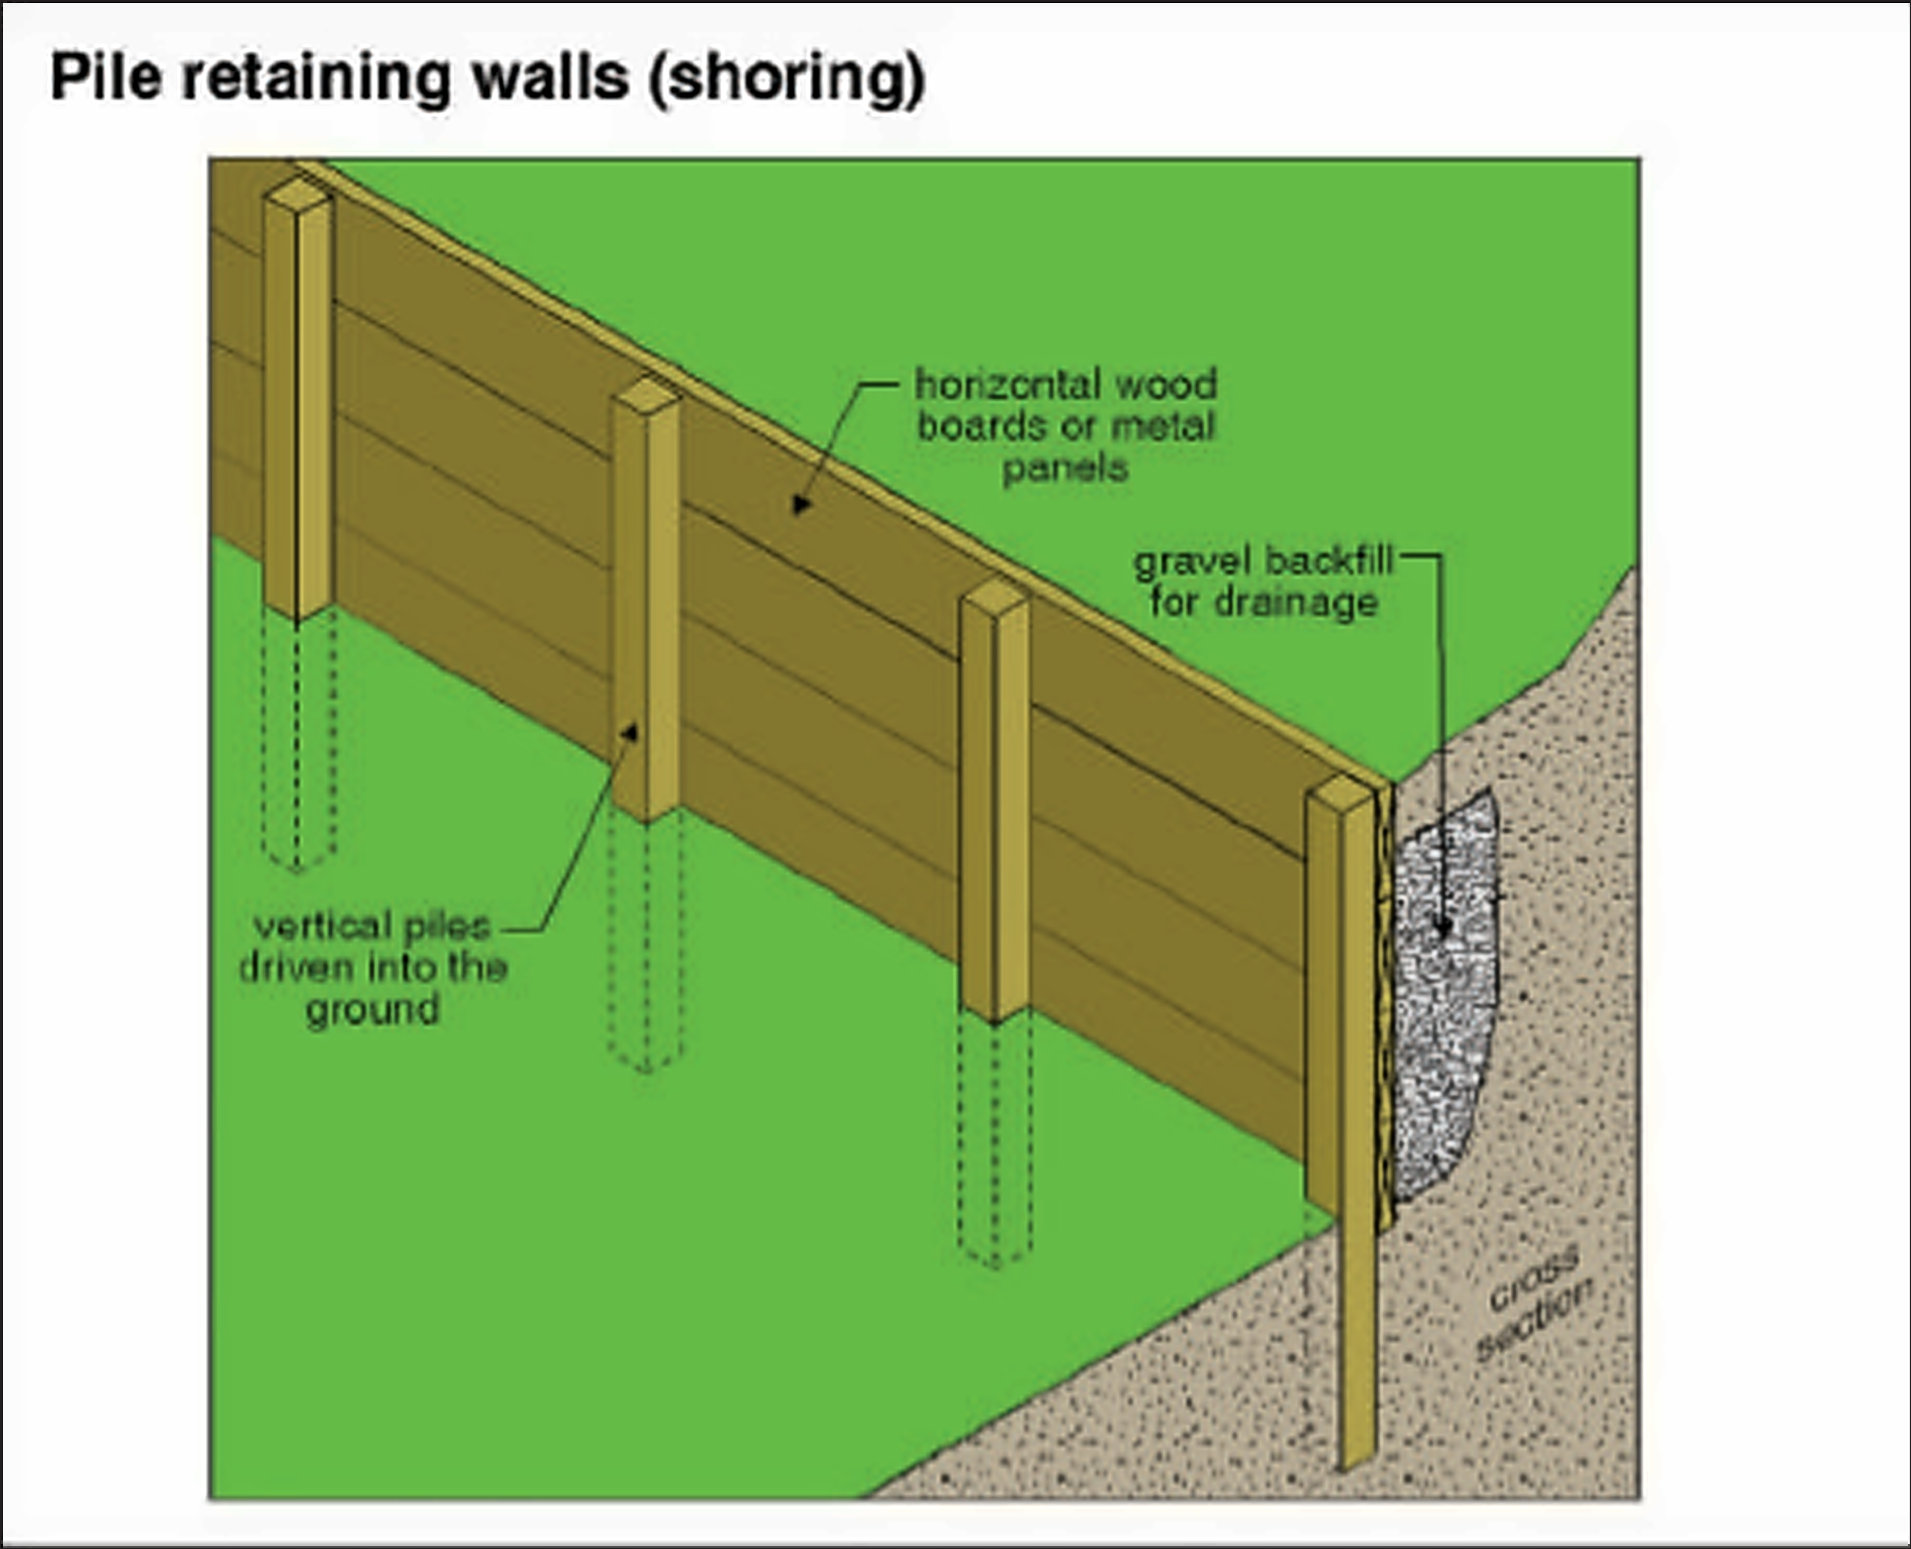 Pile retaining walls (shoring)
horizontal wood
boards or metal
panels
gravel backfill
for drainage
vertical piles
driven into the
ground
cross
section